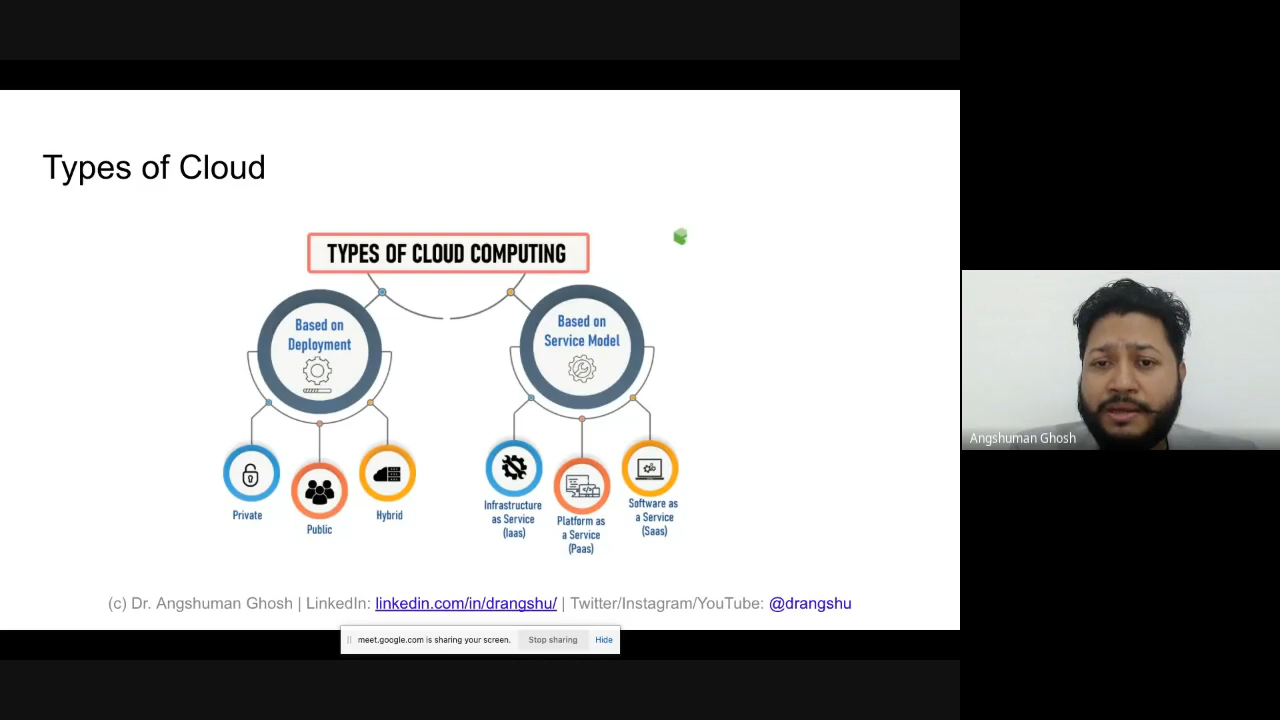 Types of Cloud
TYPES OF CLOUD COMPUTING
Based on
Deployment
Based on
Service Model
Private
Public
Hybrid
Infrastructure
as Service
(Iaas)
Platform as
a Service
(Paas)
Software as
a Service
(Saas)
(c) Dr. Angshuman Ghosh | LinkedIn: linkedin.com/in/drangshu/ | Twitter/Instagram/YouTube: @drangshu
meet.google.com is sharing your screen. Stop sharing Hide
Angshuman Ghosh